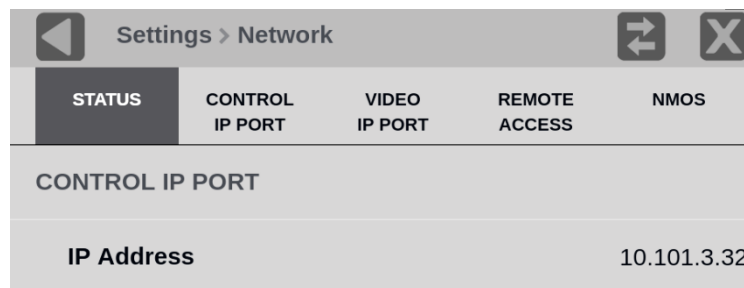 Settings > Network
STATUS CONTROL IP PORT VIDEO IP PORT REMOTE ACCESS NMOS
CONTROL IP PORT
IP Address 10.101.3.32